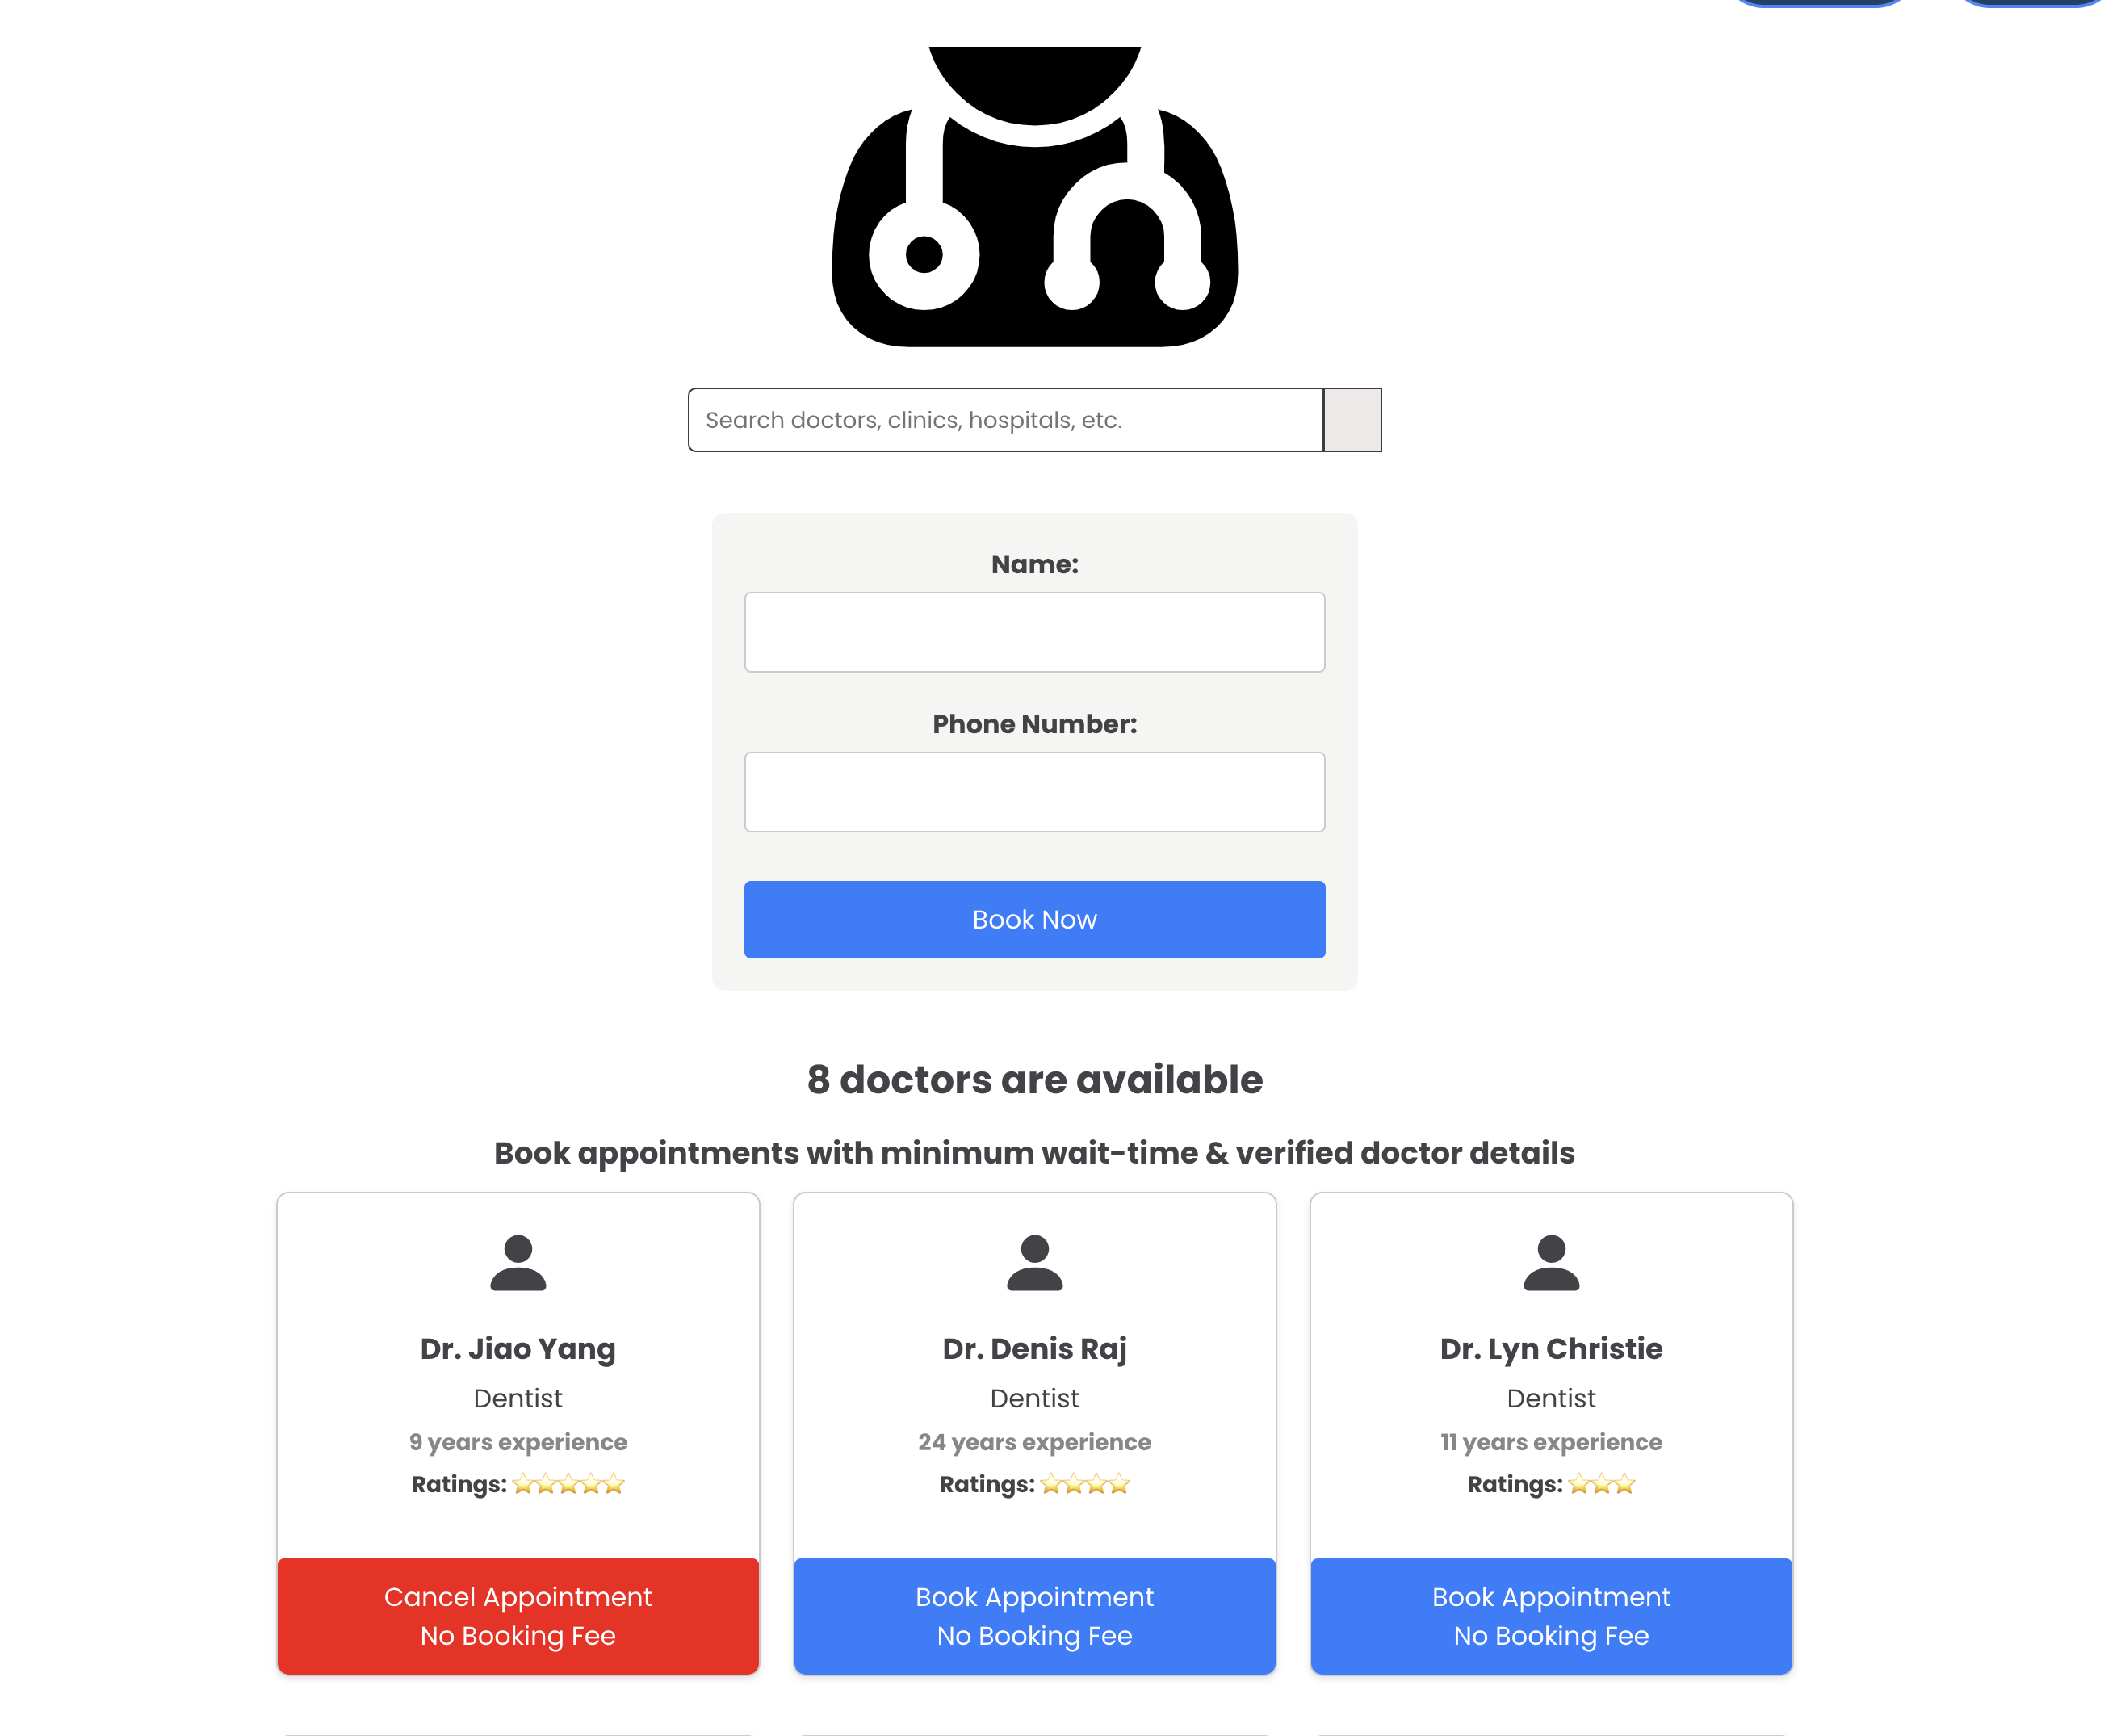 Search doctors, clinics, hospitals, etc.
Name:
Phone Number:
Book Now
8 doctors are available
Book appointments with minimum wait-time & verified doctor details
Dr. Jiao Yang
Dentist
9 years experience
Ratings: ⭐⭐⭐⭐⭐
Cancel Appointment
No Booking Fee
Dr. Denis Raj
Dentist
24 years experience
Ratings: ⭐⭐⭐⭐
Book Appointment
No Booking Fee
Dr. Lyn Christie
Dentist
11 years experience
Ratings: ⭐⭐⭐
Book Appointment
No Booking Fee